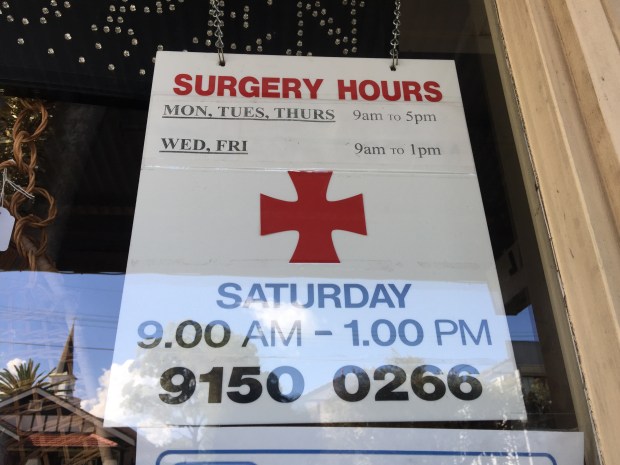 SURGERY HOURS
MON, TUES, THURS 9am TO 5pm
WED, FRI 9am TO 1pm
SATURDAY
9.00 AM - 1.00 PM
9150 0266